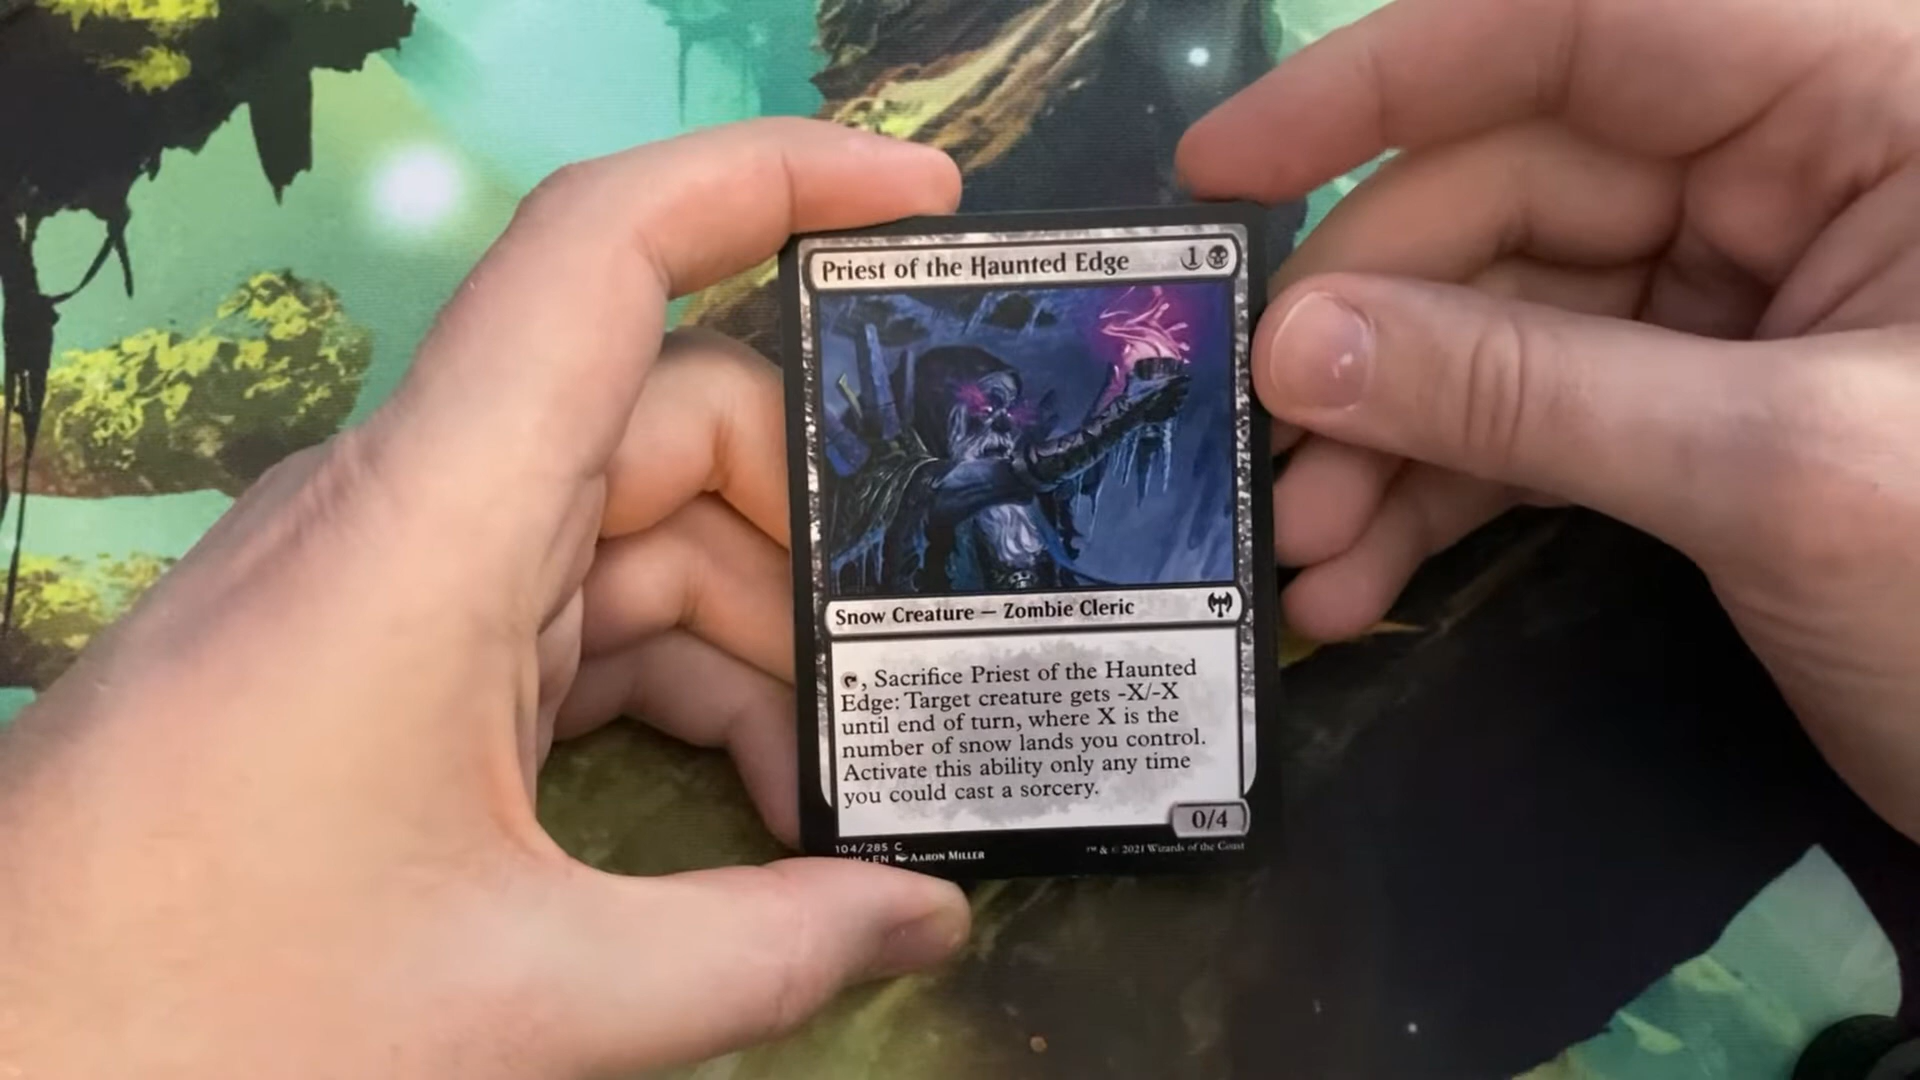 Priest of the Haunted Edge 1
Snow Creature — Zombie Cleric
, Sacrifice Priest of the Haunted
Edge: Target creature gets -X/-X
until end of turn, where X is the
number of snow lands you control.
Activate this ability only any time
you could cast a sorcery.
0/4
104/285 C
EN AARON MILLER
™ & © 2021 Wizards of the Coast